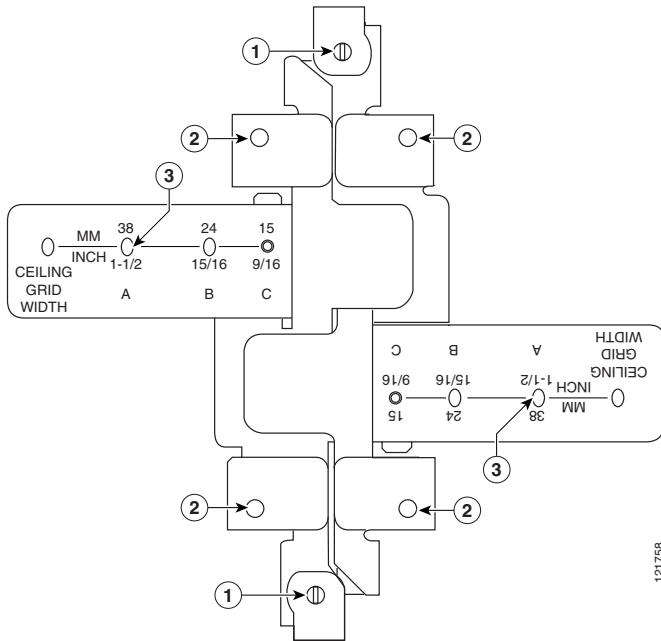 1
2
2
3
MM
38
24
15
INCH
1-1/2
15/16
9/16
CEILING
GRID
WIDTH
A
B
C
CEILING
GRID
WIDTH
A
B
C
INCH
1-1/2
15/16
9/16
MM
38
24
15
3
2
2
1
121758